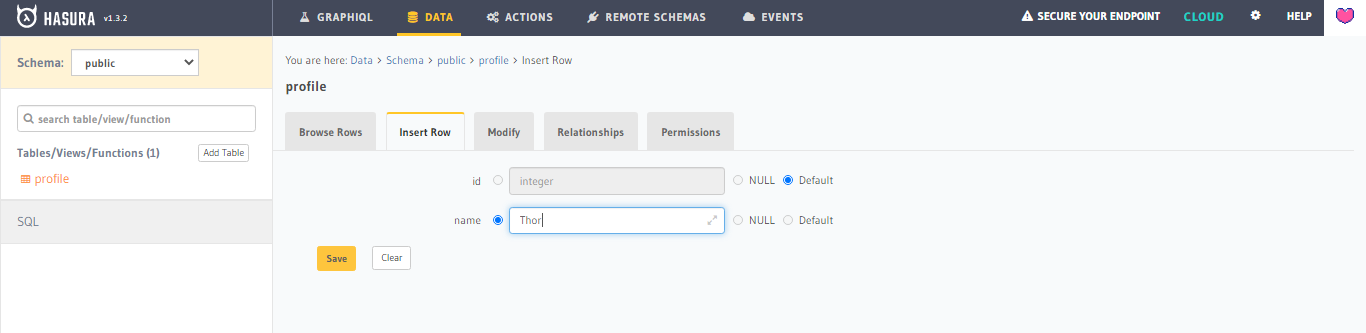 HASURA v1.3.2 GRAPHIQL DATA ACTIONS REMOTE SCHEMAS EVENTS SECURE YOUR ENDPOINT CLOUD HELP
Schema: public
You are here: Data > Schema > public > profile > Insert Row
profile
search table/view/function
Browse Rows Insert Row Modify Relationships Permissions
Tables/Views/Functions (1) Add Table
profile
id integer NULL Default
SQL
name Thor NULL Default
Save Clear